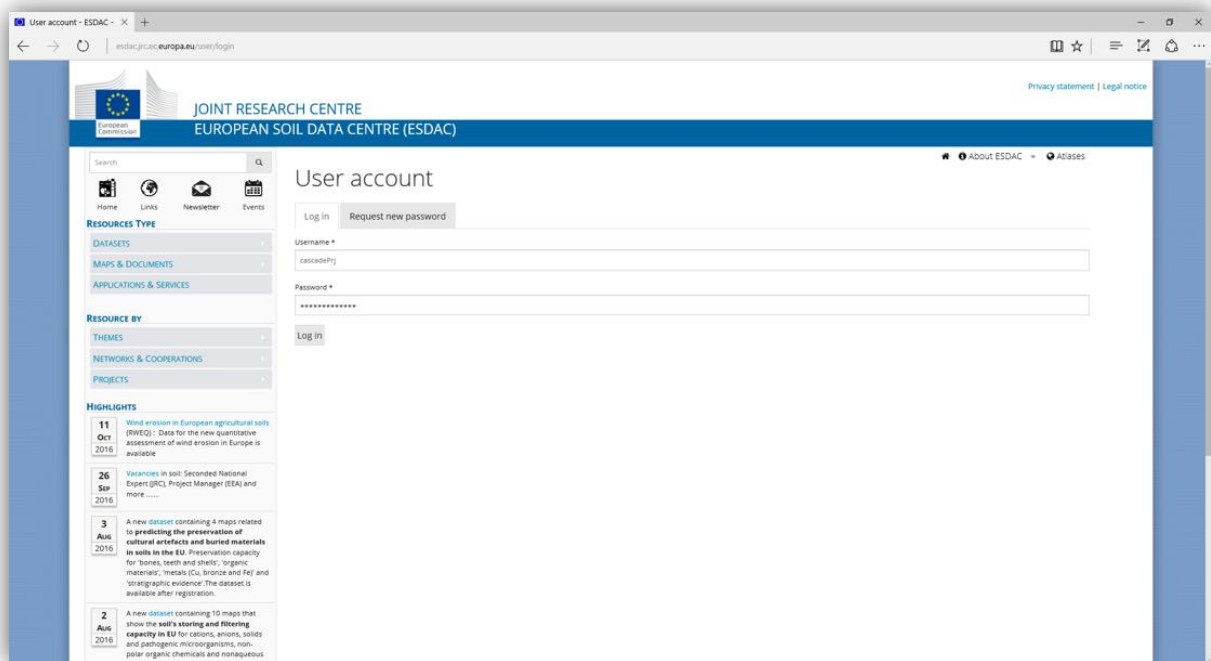 User account - ESDAC -
esdac.jrc.ec.europa.eu/user/login
Privacy statement | Legal notice
European
Commission
JOINT RESEARCH CENTRE
EUROPEAN SOIL DATA CENTRE (ESDAC)
Search
About ESDAC
Atlases
Home
Links
Newsletter
Events
RESOURCES TYPE
DATASETS
MAPS & DOCUMENTS
APPLICATIONS & SERVICES
RESOURCE BY
THEMES
NETWORKS & COOPERATIONS
PROJECTS
HIGHLIGHTS
11
OCT
2016
Wind erosion in European agricultural soils
(RWEQ) : Data for the new quantitative
assessment of wind erosion in Europe is
available
26
SEP
2016
Vacancies in soil: Seconded National
Expert (JRC), Project Manager (EEA) and
more ......
3
AUG
2016
A new dataset containing 4 maps related
to predicting the preservation of
cultural artefacts and buried materials
in soils in the EU. Preservation capacity
for 'bones, teeth and shells', 'organic
materials', 'metals (Cu, bronze and Fe)' and
'stratigraphic evidence'.The dataset is
available after registration.
2
AUG
2016
A new dataset containing 10 maps that
show the soil's storing and filtering
capacity in EU for cations, anions, solids
and pathogenic microorganisms, non-
polar organic chemicals and nonaqueous
User account
Log in
Request new password
Username *
cascadePrj
Password *
•••••••••••••
Log in